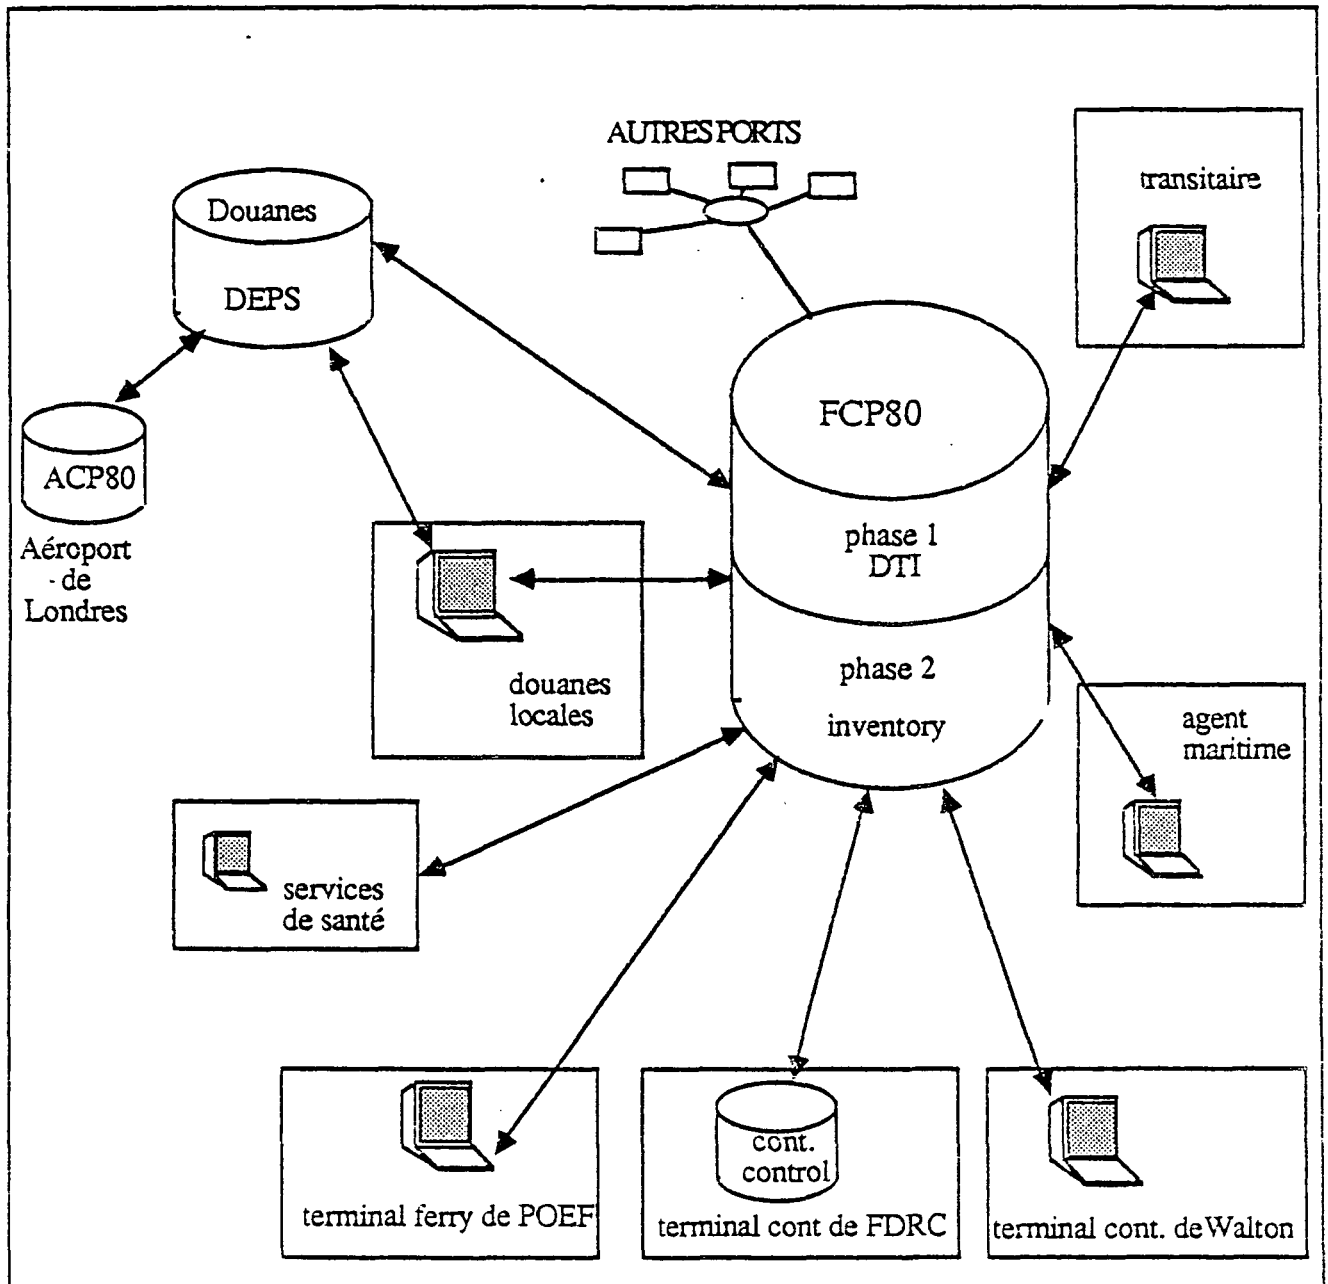 AUTRES PORTS
transitaire
Douanes
DEPS
FCP80
ACP80
Aéroport
de
Londres
phase 1
DTI
phase 2
inventory
douanes
locales
agent
maritime
services
de santé
cont.
control
terminal ferry de POEF
terminal cont de FDRC
terminal cont. de Walton